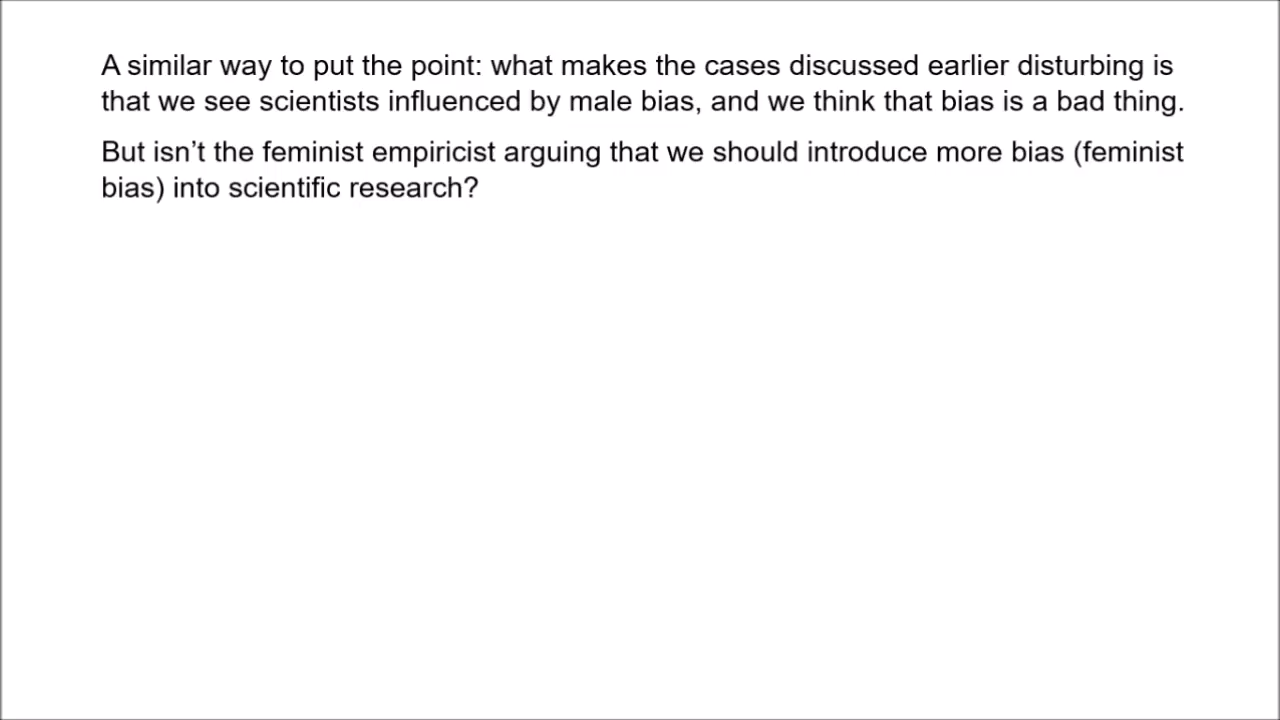 A similar way to put the point: what makes the cases discussed earlier disturbing is
that we see scientists influenced by male bias, and we think that bias is a bad thing.
But isn’t the feminist empiricist arguing that we should introduce more bias (feminist
bias) into scientific research?